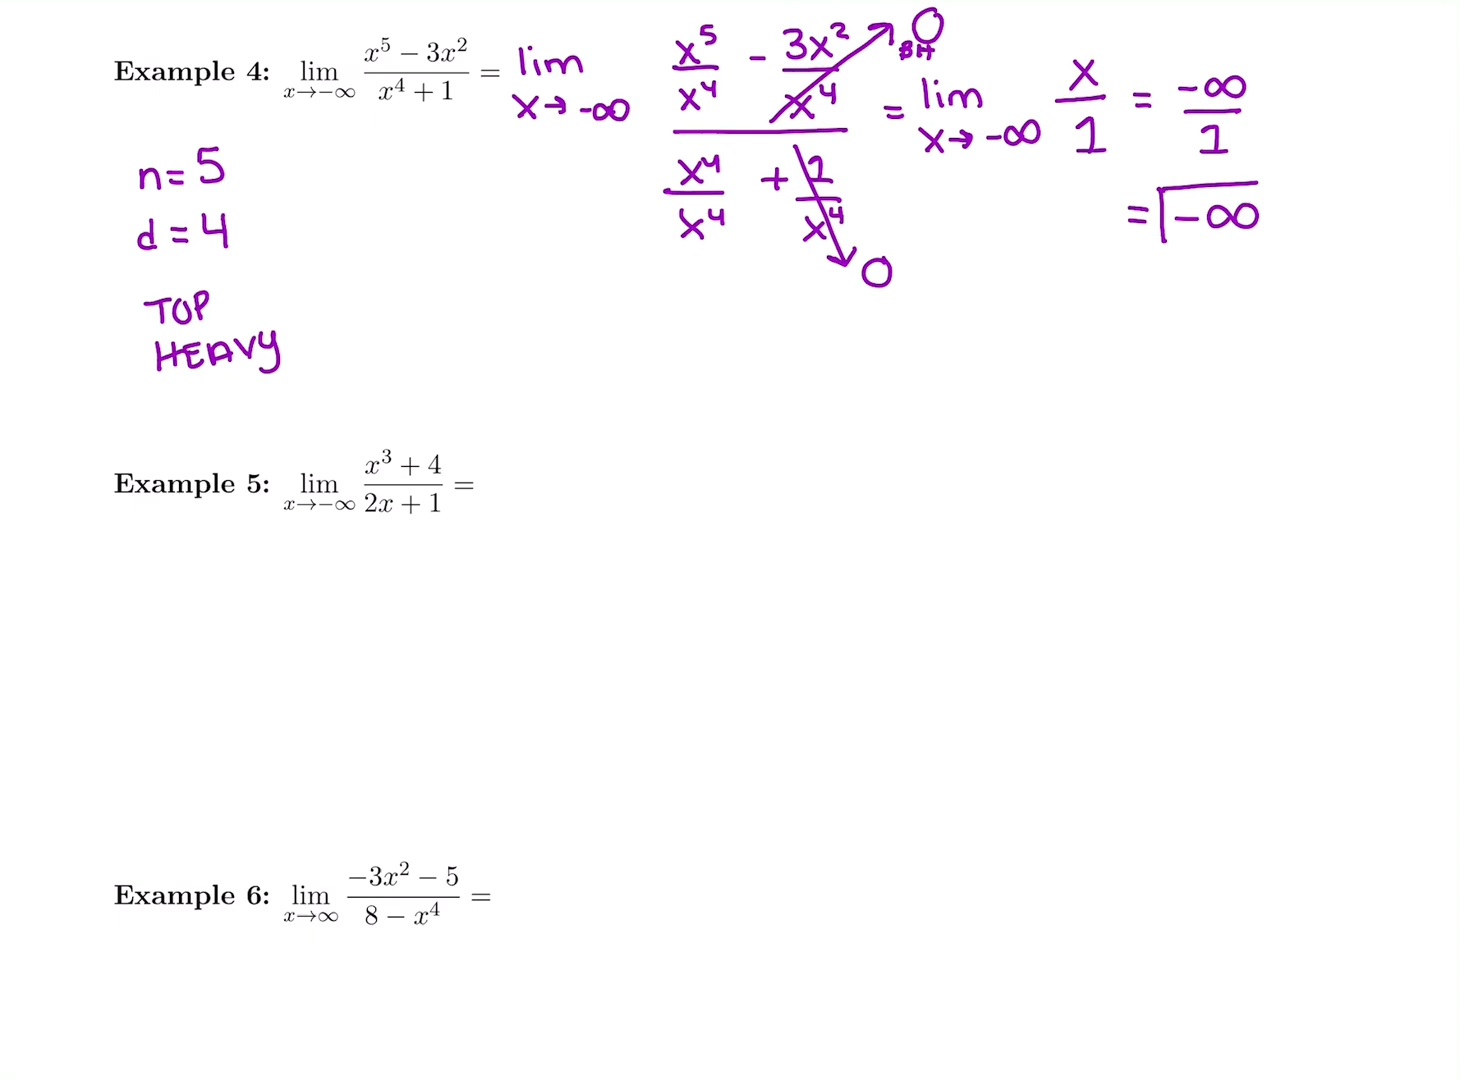 Example 4: lim x→−∞ (x^5 − 3x^2)/(x^4 + 1) = lim x→−∞ (x^5/x^4 − 3x^2/x^4)/(x^4/x^4 + 1/x^4) = lim x→−∞ x/1 = −∞/1
0
BH
0
= −∞
n = 5
d = 4
TOP
HEAVY
Example 5: lim x→−∞ (x^3 + 4)/(2x + 1) =
Example 6: lim x→∞ (−3x^2 − 5)/(8 − x^4) =